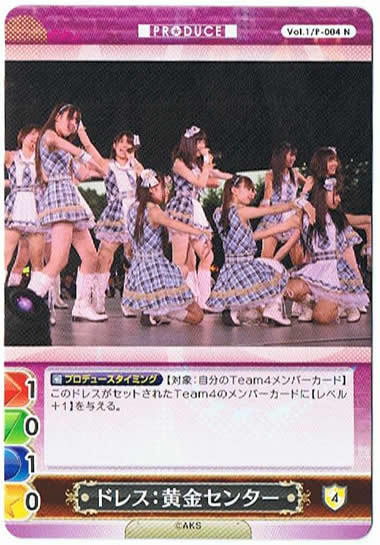 PRODUCE
Vol.1/P-004 N
プロデュースタイミング【対象:自分のTeam4メンバーカード】
このドレスがセットされたTeam4のメンバーカードに【レベル
+1】を与える。
1
0
1
0
ドレス:黄金センター
4
©AKS